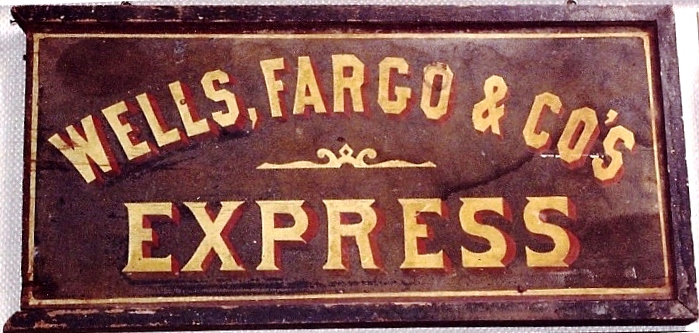 WELLS, FARGO & CO'S
EXPRESS